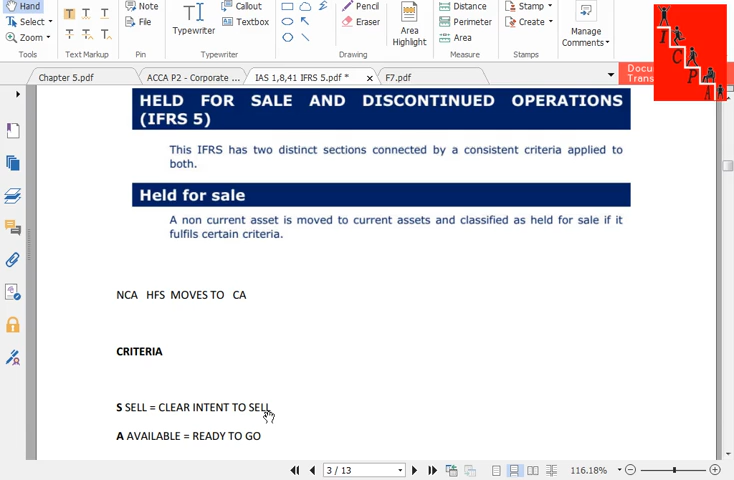 Hand
Select
Zoom
Tools
Text Markup
Note
File
Pin
Typewriter
Callout
Textbox
Typewriter
Pencil
Eraser
Drawing
Area
Highlight
Distance
Perimeter
Area
Measure
Stamp
Create
Stamps
Manage
Comments
Docu
Trans
I
C
P
A
Chapter 5.pdf
ACCA P2 - Corporate ...
IAS 1,8,41 IFRS 5.pdf *
F7.pdf
HELD FOR SALE AND DISCONTINUED OPERATIONS
(IFRS 5)
This IFRS has two distinct sections connected by a consistent criteria applied to
both.
Held for sale
A non current asset is moved to current assets and classified as held for sale if it
fulfils certain criteria.
NCA HFS MOVES TO CA
CRITERIA
S SELL = CLEAR INTENT TO SELL
A AVAILABLE = READY TO GO
3 / 13
116.18%